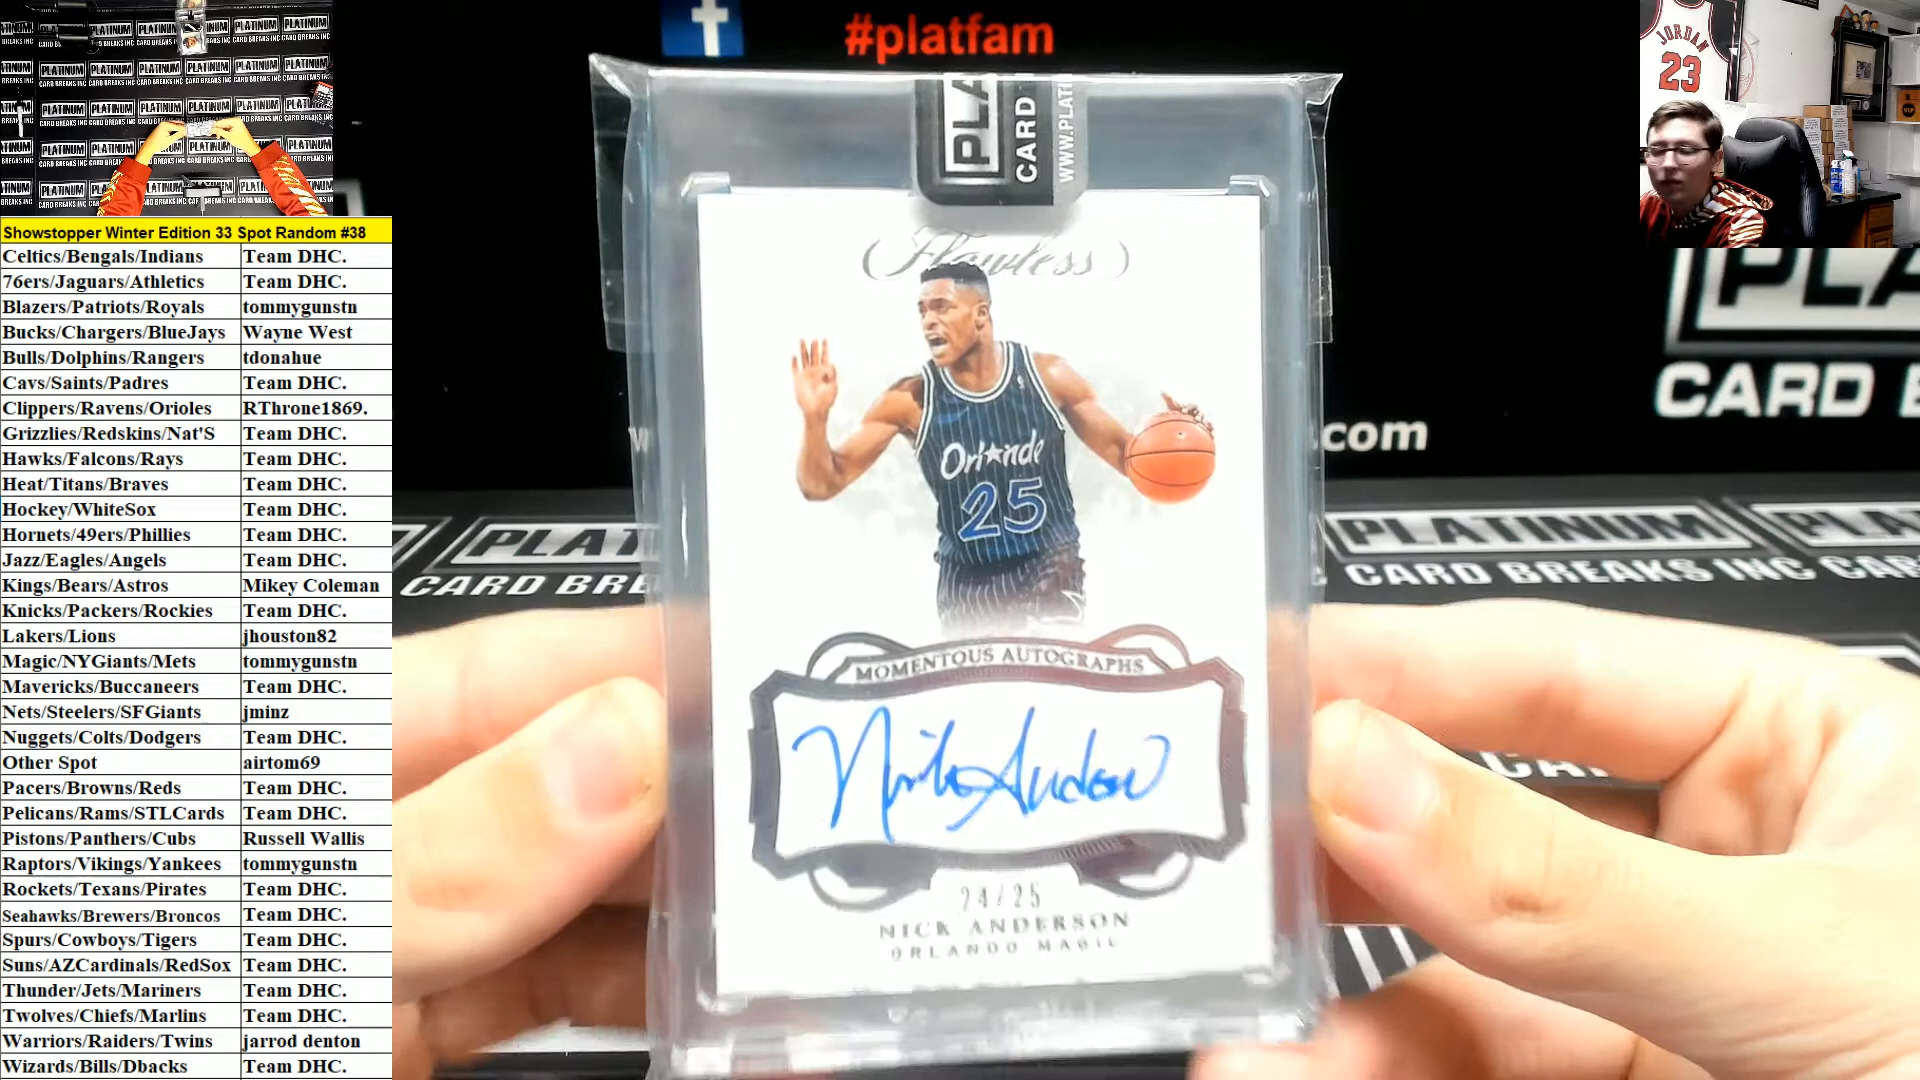 #platfam
JORDAN
23
PLA
CARD
WWW.PLATI
Flawless
Orlando
25
MOMENTOUS AUTOGRAPHS
Nick Anderson
24/25
NICK ANDERSON
ORLANDO MAGIC
.com
PLATINUM
CARD BREAKS INC
Showstopper Winter Edition 33 Spot Random #38
Celtics/Bengals/Indians Team DHC.
76ers/Jaguars/Athletics Team DHC.
Blazers/Patriots/Royals tommygunstn
Bucks/Chargers/BlueJays Wayne West
Bulls/Dolphins/Rangers tdonahue
Cavs/Saints/Padres Team DHC.
Clippers/Ravens/Orioles RThrone1869.
Grizzlies/Redskins/Nat'S Team DHC.
Hawks/Falcons/Rays Team DHC.
Heat/Titans/Braves Team DHC.
Hockey/WhiteSox Team DHC.
Hornets/49ers/Phillies Team DHC.
Jazz/Eagles/Angels Team DHC.
Kings/Bears/Astros Mikey Coleman
Knicks/Packers/Rockies Team DHC.
Lakers/Lions jhouston82
Magic/NYGiants/Mets tommygunstn
Mavericks/Buccaneers Team DHC.
Nets/Steelers/SFGiants jminz
Nuggets/Colts/Dodgers Team DHC.
Other Spot airtom69
Pacers/Browns/Reds Team DHC.
Pelicans/Rams/STLCards Team DHC.
Pistons/Panthers/Cubs Russell Wallis
Raptors/Vikings/Yankees tommygunstn
Rockets/Texans/Pirates Team DHC.
Seahawks/Brewers/Broncos Team DHC.
Spurs/Cowboys/Tigers Team DHC.
Suns/AZCardinals/RedSox Team DHC.
Thunder/Jets/Mariners Team DHC.
Twolves/Chiefs/Marlins Team DHC.
Warriors/Raiders/Twins jarrod denton
Wizards/Bills/Dbacks Team DHC.